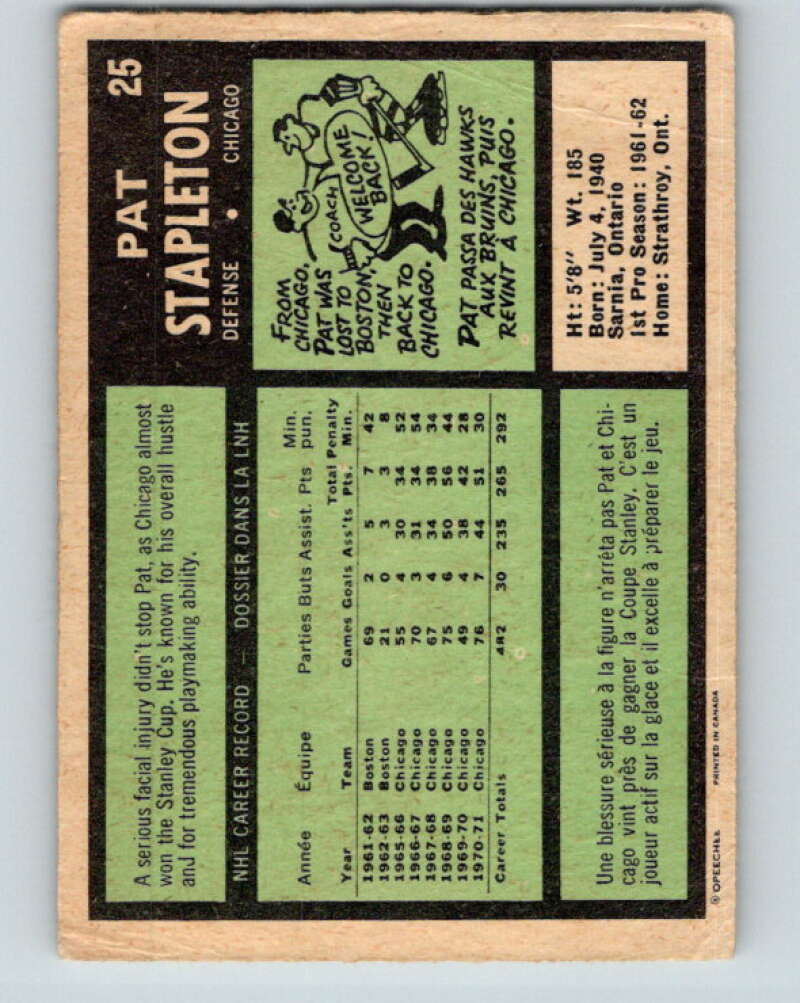 25
PAT
STAPLETON
DEFENSE • CHICAGO
A serious facial injury didn't stop Pat, as Chicago almost
won the Stanley Cup. He's known for his overall hustle
and for tremendous playmaking ability.
NHL CAREER RECORD — DOSSIER DANS LA LNH
Année Équipe Parties Buts Assist. Pts Min. pun.
Year Team Games Goals Ass'ts Total Pts. Penalty Min.
1961-62 Boston 69 2 5 7 42
1962-63 Boston 21 0 3 3 8
1965-66 Chicago 55 4 30 34 52
1966-67 Chicago 70 3 31 34 54
1967-68 Chicago 67 4 34 38 34
1968-69 Chicago 75 6 50 56 44
1969-70 Chicago 49 4 38 42 28
1970-71 Chicago 76 7 44 51 30
Career Totals 482 30 235 265 292
FROM
CHICAGO,
PAT WAS
LOST TO
BOSTON,
THEN
BACK TO
CHICAGO.
COACH
WELCOME
BACK!
PAT PASSA DES HAWKS
AUX BRUINS, PUIS
REVINT À CHICAGO.
Une blessure sérieuse à la figure n'arrêta pas Pat et Chi-
cago vint près de gagner la Coupe Stanley. C'est un
joueur actif sur la glace et il excelle à préparer le jeu.
Ht: 5'8" Wt. 185
Born: July 4, 1940
Sarnia, Ontario
1st Pro Season: 1961-62
Home: Strathroy, Ont.
® OPEECHEE PRINTED IN CANADA